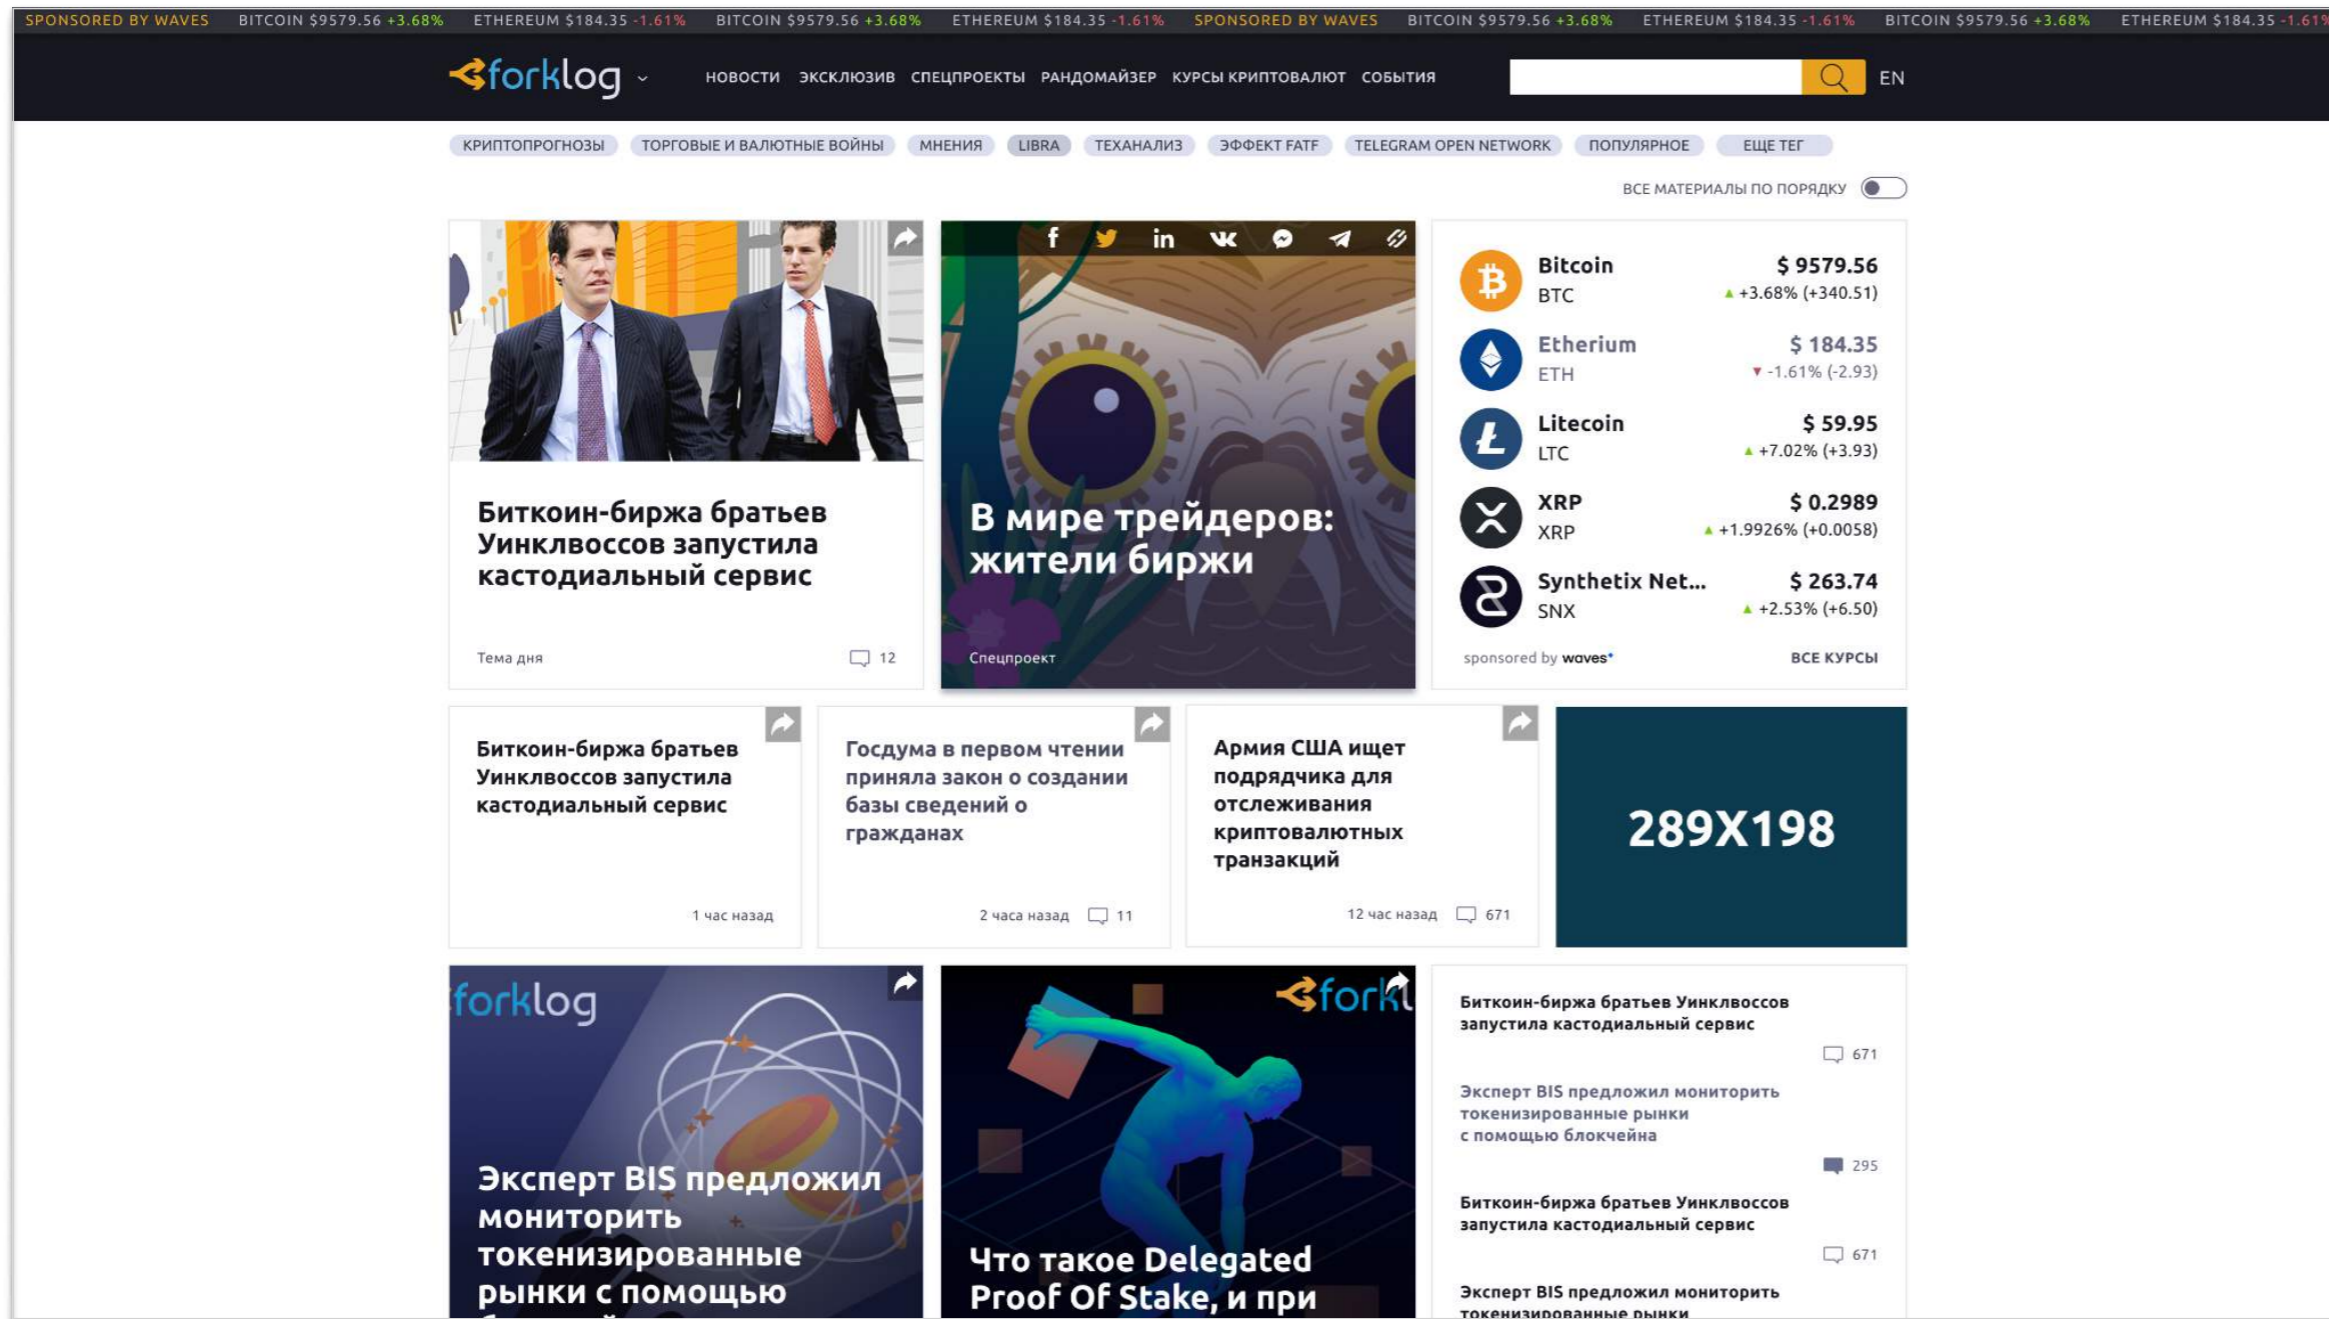 SPONSORED BY WAVES BITCOIN $9579.56 +3.68% ETHEREUM $184.35 -1.61% BITCOIN $9579.56 +3.68% ETHEREUM $184.35 -1.61% SPONSORED BY WAVES BITCOIN $9579.56 +3.68% ETHEREUM $184.35 -1.61% BITCOIN $9579.56 +3.68% ETHEREUM $184.35 -1.61%
forklog НОВОСТИ ЭКСКЛЮЗИВ СПЕЦПРОЕКТЫ РАНДОМАЙЗЕР КУРСЫ КРИПТОВАЛЮТ СОБЫТИЯ EN
КРИПТОПРОГНОЗЫ ТОРГОВЫЕ И ВАЛЮТНЫЕ ВОЙНЫ МНЕНИЯ LIBRA ТЕХАНАЛИЗ ЭФФЕКТ FATF TELEGRAM OPEN NETWORK ПОПУЛЯРНОЕ ЕЩЕ ТЕГ
ВСЕ МАТЕРИАЛЫ ПО ПОРЯДКУ
Биткоин-биржа братьев
Уинклвоссов запустила
кастодиальный сервис
Тема дня 12
В мире трейдеров:
жители биржи
Спецпроект
Bitcoin $ 9579.56
BTC ▲ +3.68% (+340.51)
Etherium $ 184.35
ETH ▼ -1.61% (-2.93)
Litecoin $ 59.95
LTC ▲ +7.02% (+3.93)
XRP $ 0.2989
XRP ▲ +1.9926% (+0.0058)
Synthetix Net... $ 263.74
SNX ▲ +2.53% (+6.50)
sponsored by waves ВСЕ КУРСЫ
Биткоин-биржа братьев
Уинклвоссов запустила
кастодиальный сервис
1 час назад
Госдума в первом чтении
приняла закон о создании
базы сведений о
гражданах
2 часа назад 11
Армия США ищет
подрядчика для
отслеживания
криптовалютных
транзакций
12 час назад 671
289X198
forklog
Эксперт BIS предложил
мониторить
токенизированные
рынки с помощью
forkl
Что такое Delegated
Proof Of Stake, и при
Биткоин-биржа братьев Уинклвоссов
запустила кастодиальный сервис
671
Эксперт BIS предложил мониторить
токенизированные рынки
с помощью блокчейна
295
Биткоин-биржа братьев Уинклвоссов
запустила кастодиальный сервис
671
Эксперт BIS предложил мониторить
токенизированные рынки